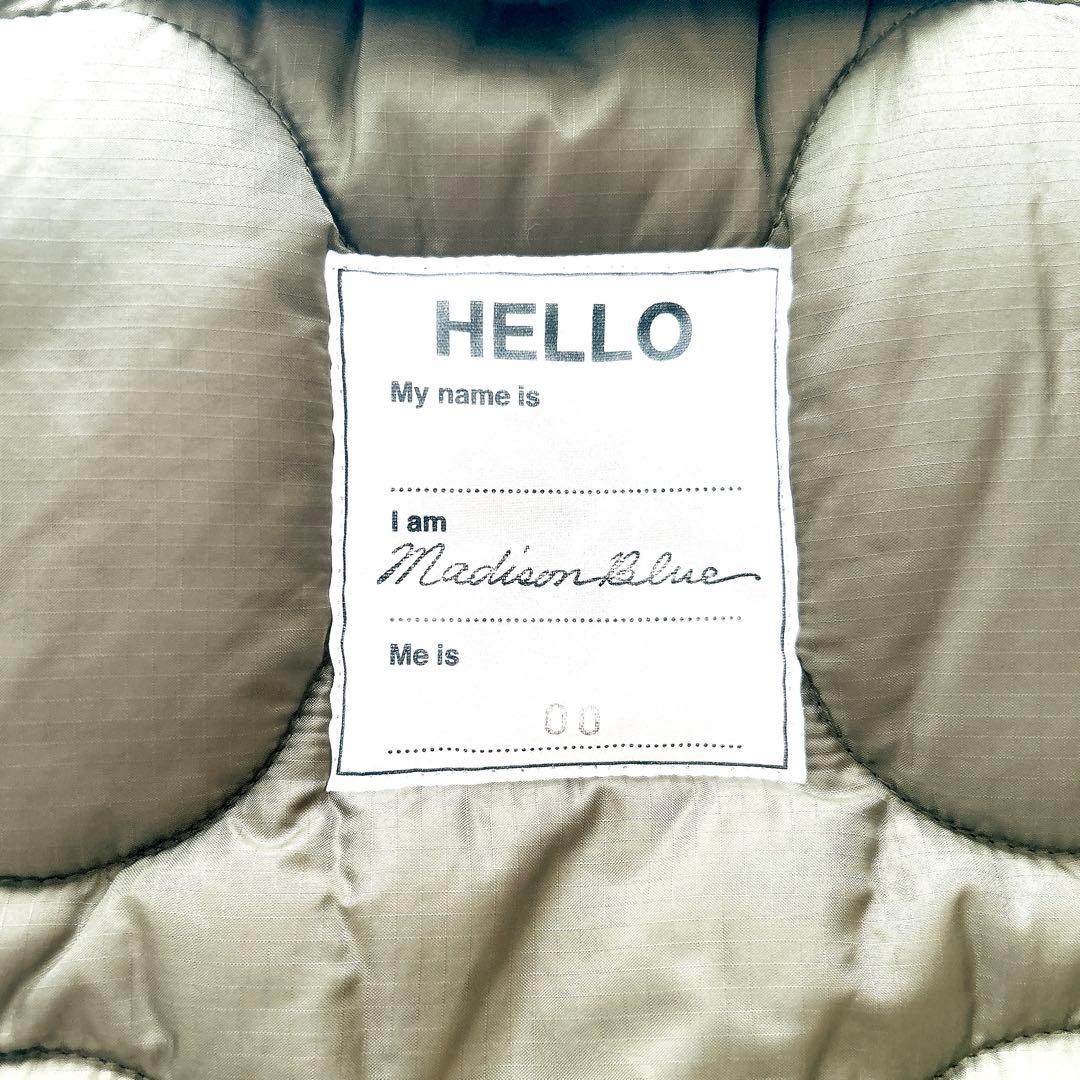 HELLO
My name is
I am
Madison Blue
Me is
00